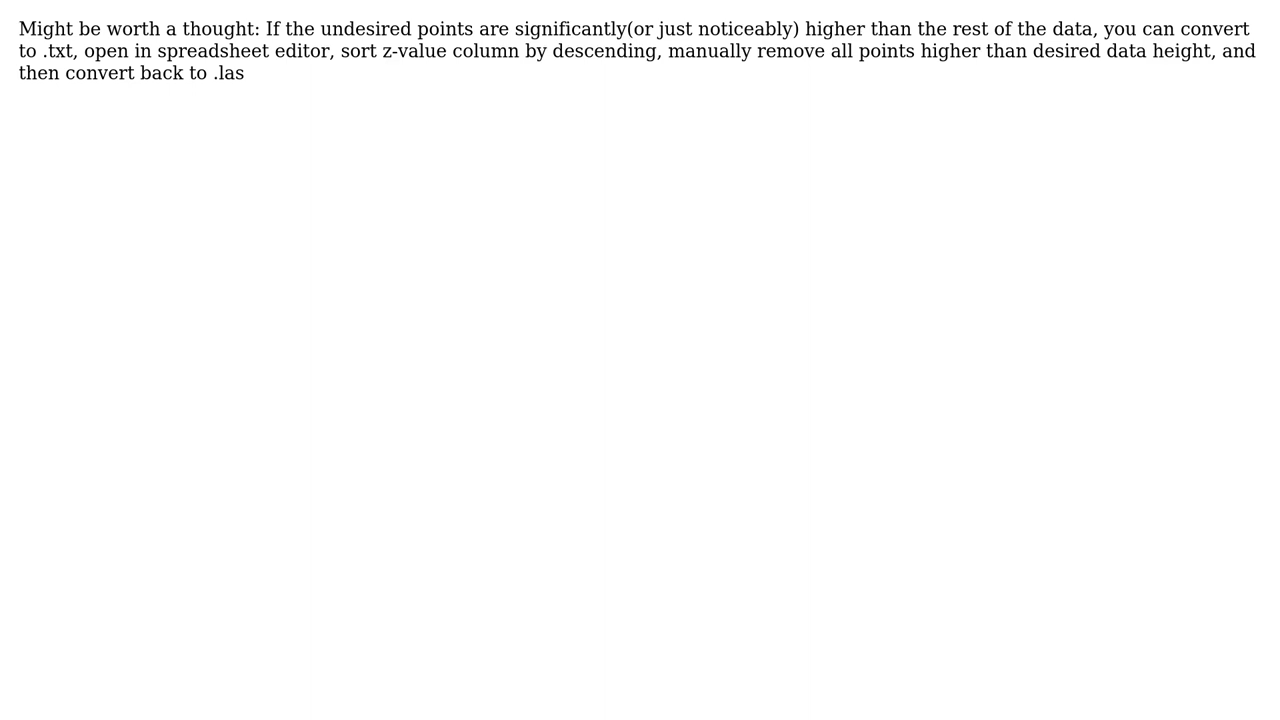 Might be worth a thought: If the undesired points are significantly(or just noticeably) higher than the rest of the data, you can convert
to .txt, open in spreadsheet editor, sort z-value column by descending, manually remove all points higher than desired data height, and
then convert back to .las